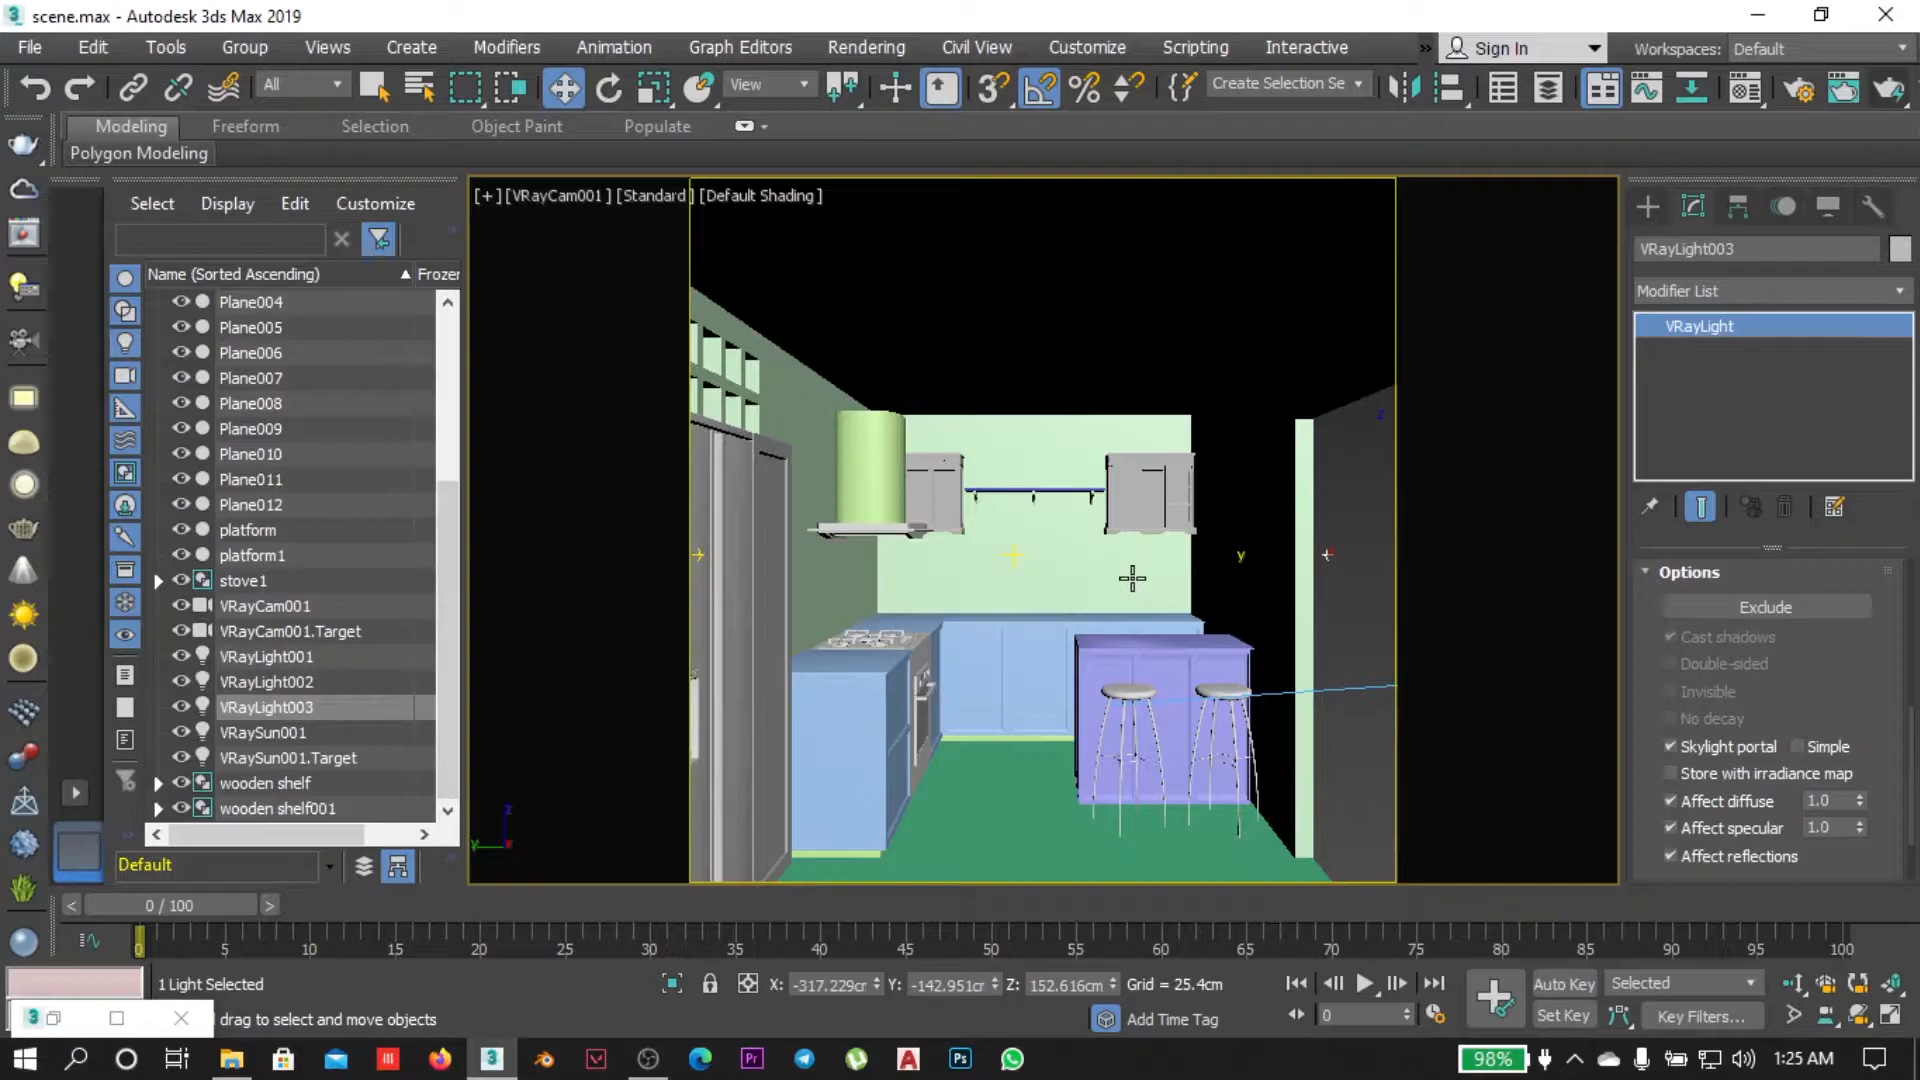 scene.max - Autodesk 3ds Max 2019
File Edit Tools Group Views Create Modifiers Animation Graph Editors Rendering Civil View Customize Scripting Interactive » Sign In Workspaces: Default
All View Create Selection Se
Modeling Freeform Selection Object Paint Populate
Polygon Modeling
Select Display Edit Customize
Name (Sorted Ascending) Frozen
Plane004
Plane005
Plane006
Plane007
Plane008
Plane009
Plane010
Plane011
Plane012
platform
platform1
stove1
VRayCam001
VRayCam001.Target
VRayLight001
VRayLight002
VRayLight003
VRaySun001
VRaySun001.Target
wooden shelf
wooden shelf001
Default
[+] [VRayCam001 ] [Standard ] [Default Shading ]
z
y
z
y x
VRayLight003
Modifier List
VRayLight
Options
Exclude
Cast shadows
Double-sided
Invisible
No decay
Skylight portal Simple
Store with irradiance map
Affect diffuse 1.0
Affect specular 1.0
Affect reflections
< 0 / 100 >
0 5 10 15 20 25 30 35 40 45 50 55 60 65 70 75 80 85 90 95 100
1 Light Selected X: -317.229cr Y: -142.951cr Z: 152.616cm Grid = 25.4cm Auto Key Selected
drag to select and move objects Add Time Tag 0 Set Key Key Filters...
98% 1:25 AM